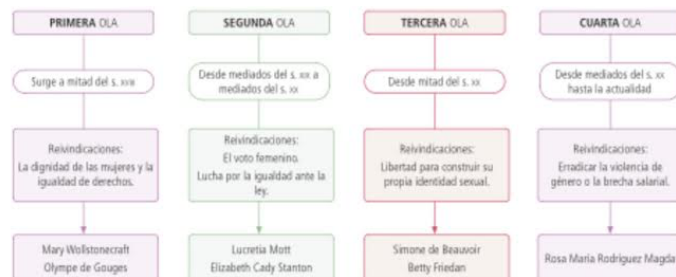 PRIMERA OLA
Surge a mitad del s. XVIII
Reivindicaciones:
La dignidad de las mujeres y la
igualdad de derechos.
Mary Wollstonecraft
Olympe de Gouges
SEGUNDA OLA
Desde mediados del s. XIX a
mediados del s. XX
Reivindicaciones:
El voto femenino.
Lucha por la igualdad ante la
ley.
Lucretia Mott
Elizabeth Cady Stanton
TERCERA OLA
Desde mitad del s. XX
Reivindicaciones:
Libertad para construir su
propia identidad sexual.
Simone de Beauvoir
Betty Friedan
CUARTA OLA
Desde mediados del s. XX
hasta la actualidad
Reivindicaciones:
Erradicar la violencia de
género o la brecha salarial.
Rosa María Rodríguez Magda